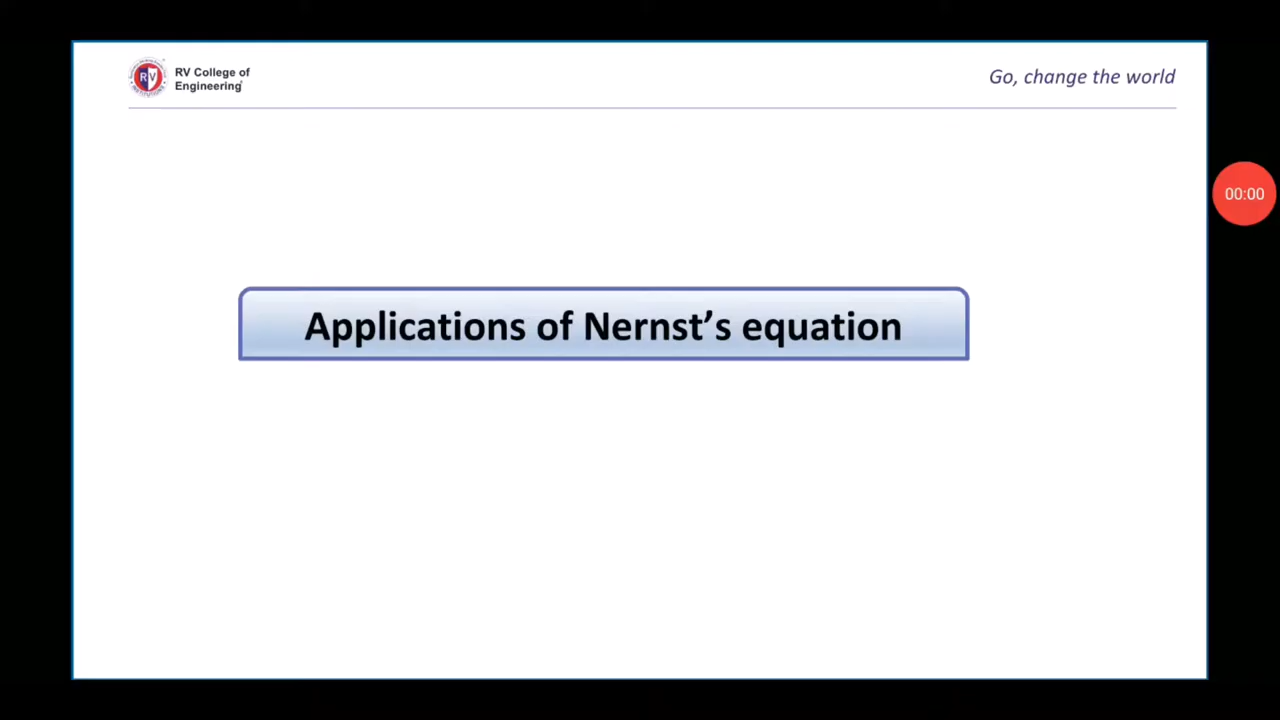 RV College of
Engineering
Go, change the world
00:00
Applications of Nernst’s equation